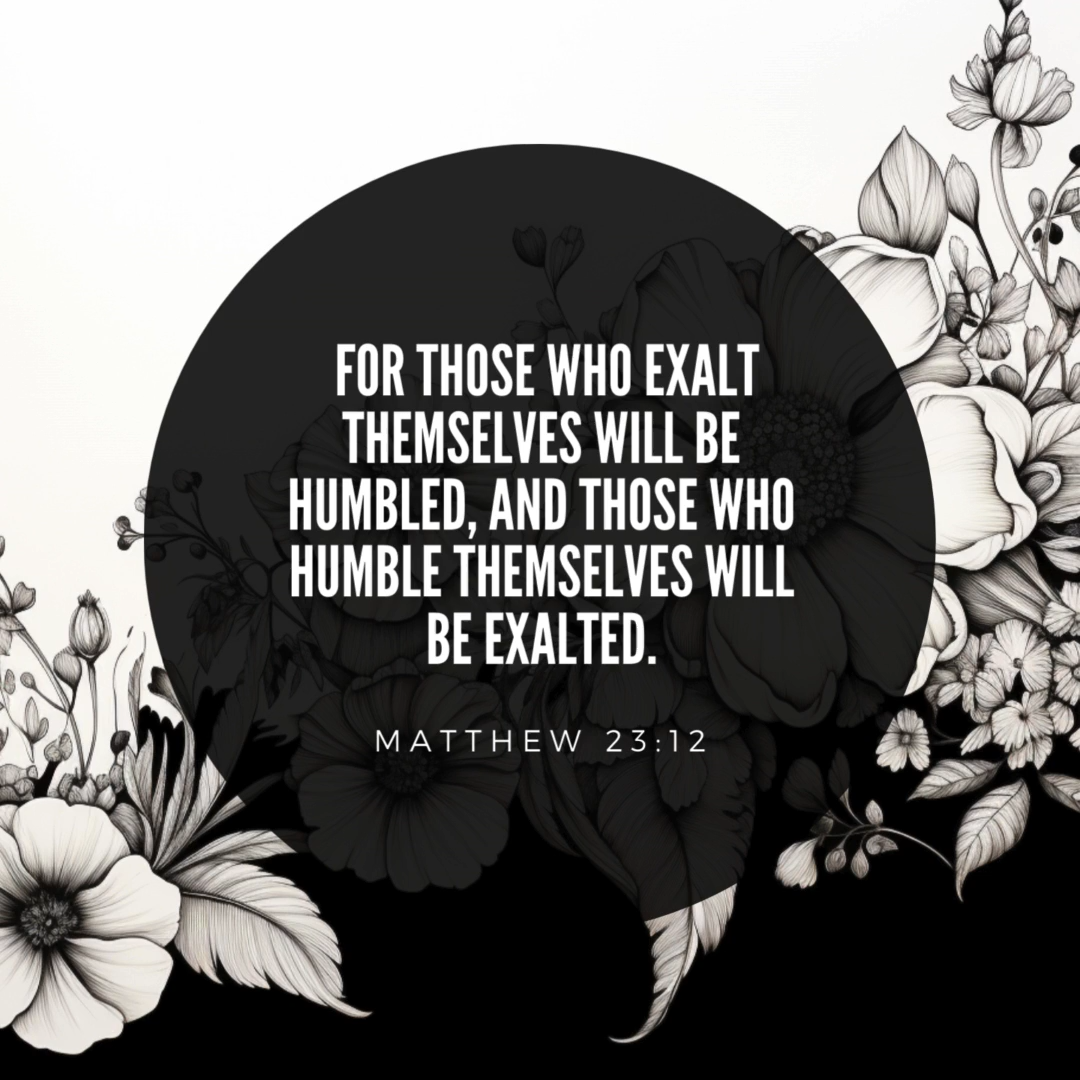 FOR THOSE WHO EXALT
THEMSELVES WILL BE
HUMBLED, AND THOSE WHO
HUMBLE THEMSELVES WILL
BE EXALTED.
MATTHEW 23:12